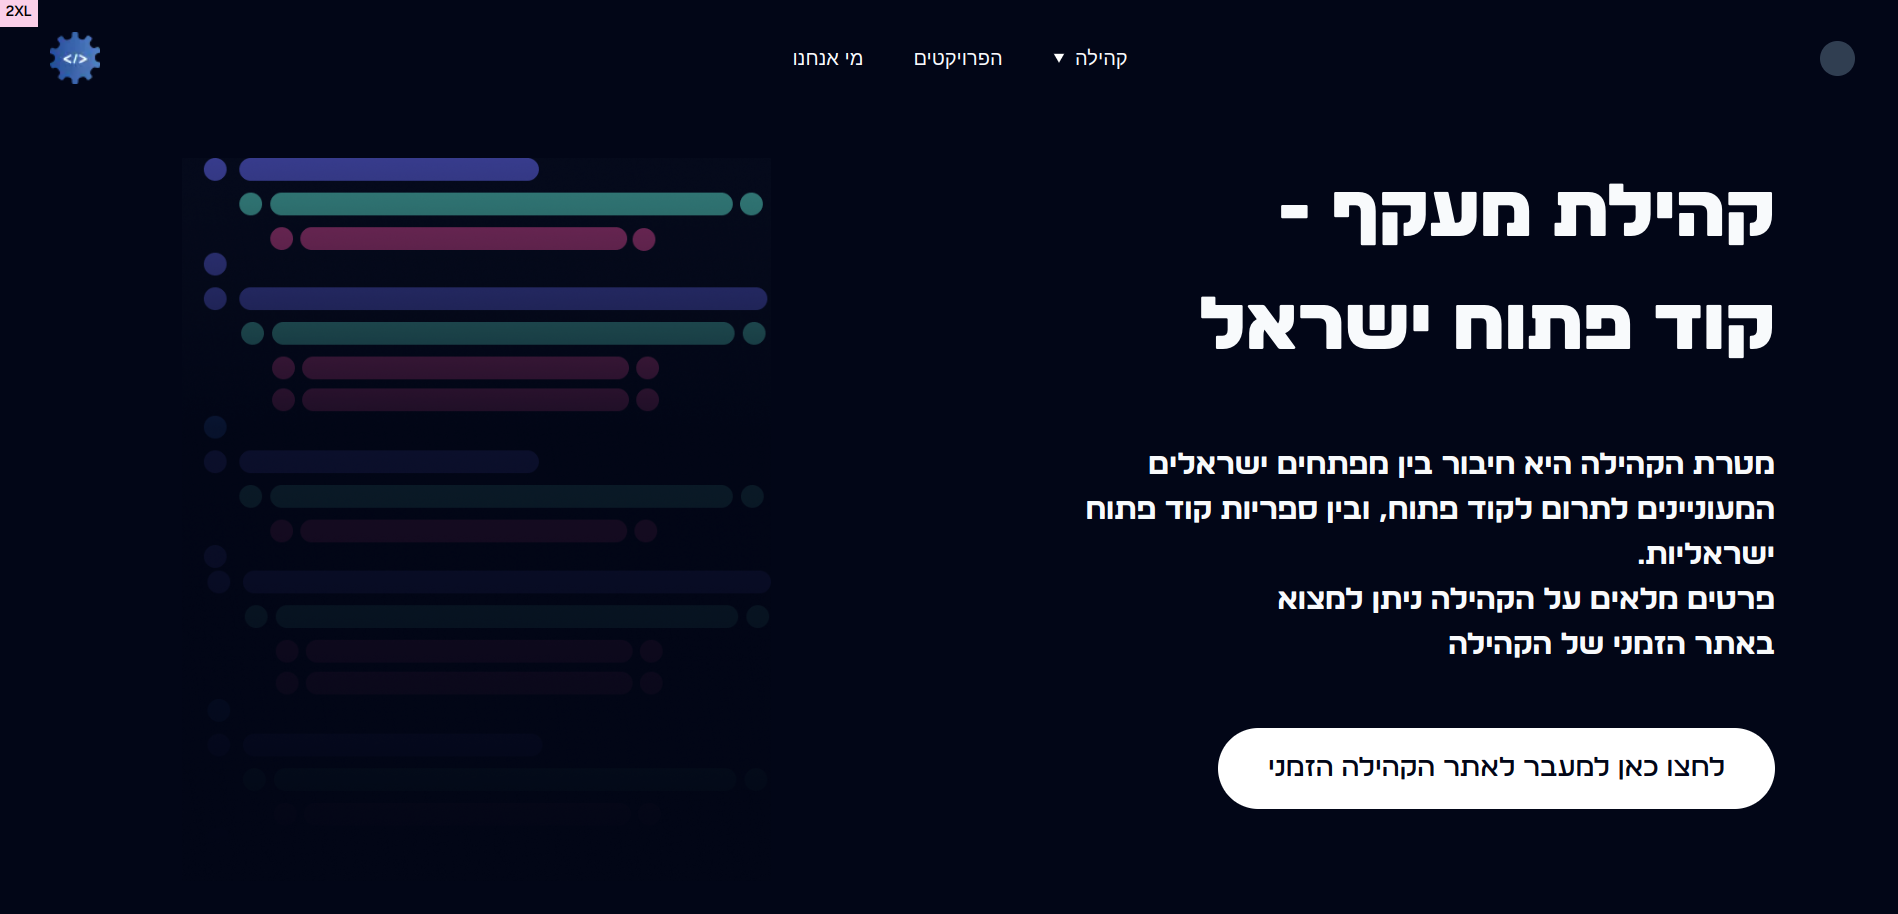 2XL
</>
קהילה ▼
הפרויקטים
מי אנחנו
קהילת מעקף -
קוד פתוח ישראל
מטרת הקהילה היא חיבור בין מפתחים ישראלים
המעוניינים לתרום לקוד פתוח, ובין ספריות קוד פתוח
ישראליות.
פרטים מלאים על הקהילה ניתן למצוא
באתר הזמני של הקהילה
לחצו כאן למעבר לאתר הקהילה הזמני